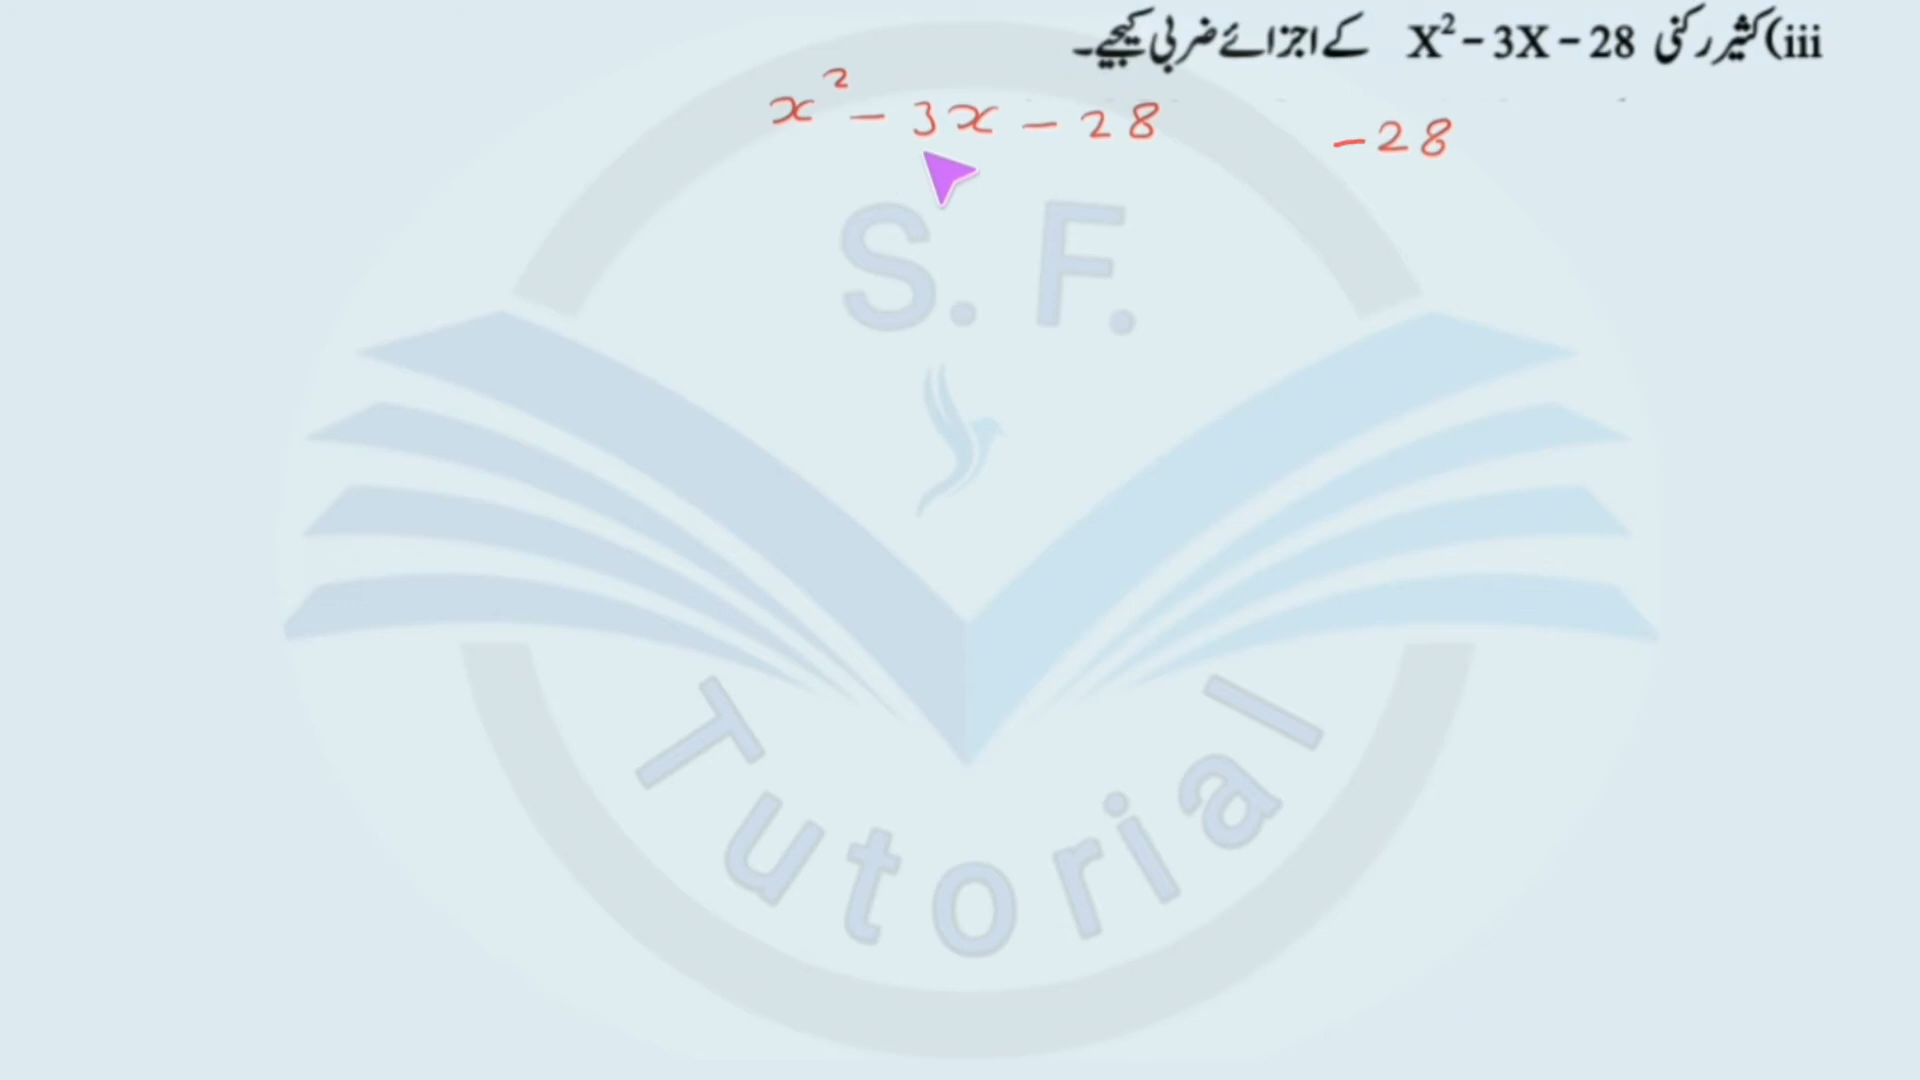 iii) کثیر رکنی X² − 3X − 28 کے اجزائے ضربی کیجیے۔
x² − 3x − 28
−28
S. F.
Tutorial